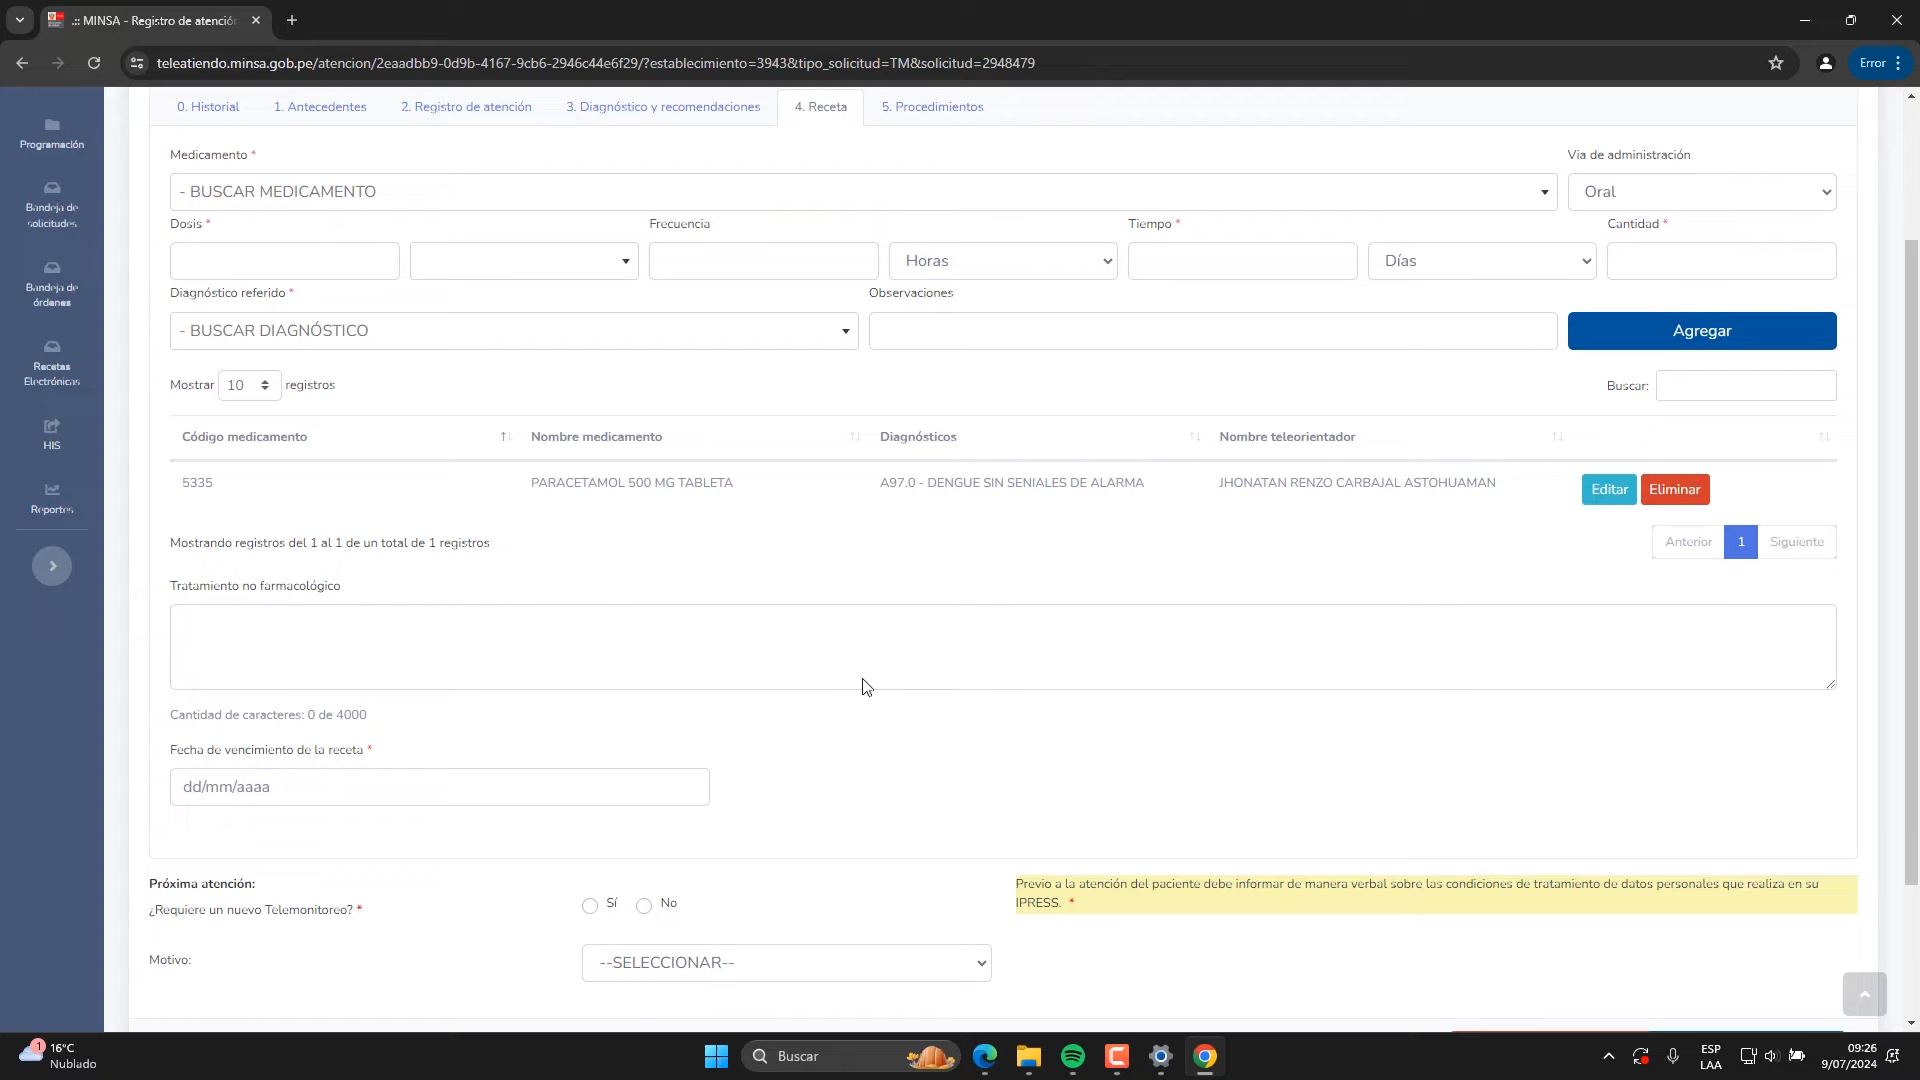 .:: MINSA - Registro de atención
teleatiendo.minsa.gob.pe/atencion/2eaadbb9-0d9b-4167-9cb6-2946c44e6f29/?establecimiento=3943&tipo_solicitud=TM&solicitud=2948479
Error
0. Historial
1. Antecedentes
2. Registro de atención
3. Diagnóstico y recomendaciones
4. Receta
5. Procedimientos
Programación
Bandeja de
solicitudes
Bandeja de
órdenes
Recetas
Electrónicas
HIS
Reportes
Medicamento *
Via de administración
- BUSCAR MEDICAMENTO
Oral
Dosis *
Frecuencia
Tiempo *
Cantidad *
Horas
Días
Diagnóstico referido *
Observaciones
- BUSCAR DIAGNÓSTICO
Agregar
Mostrar 10 registros
Buscar:
Código medicamento
Nombre medicamento
Diagnósticos
Nombre teleorientador
5335
PARACETAMOL 500 MG TABLETA
A97.0 - DENGUE SIN SENIALES DE ALARMA
JHONATAN RENZO CARBAJAL ASTOHUAMAN
Editar
Eliminar
Mostrando registros del 1 al 1 de un total de 1 registros
Anterior
1
Siguiente
Tratamiento no farmacológico
Cantidad de caracteres: 0 de 4000
Fecha de vencimiento de la receta *
dd/mm/aaaa
Próxima atención:
¿Requiere un nuevo Telemonitoreo? *
Sí
No
Previo a la atención del paciente debe informar de manera verbal sobre las condiciones de tratamiento de datos personales que realiza en su
IPRESS. *
Motivo:
--SELECCIONAR--
1
16°C
Nublado
Buscar
ESP
LAA
09:26
9/07/2024